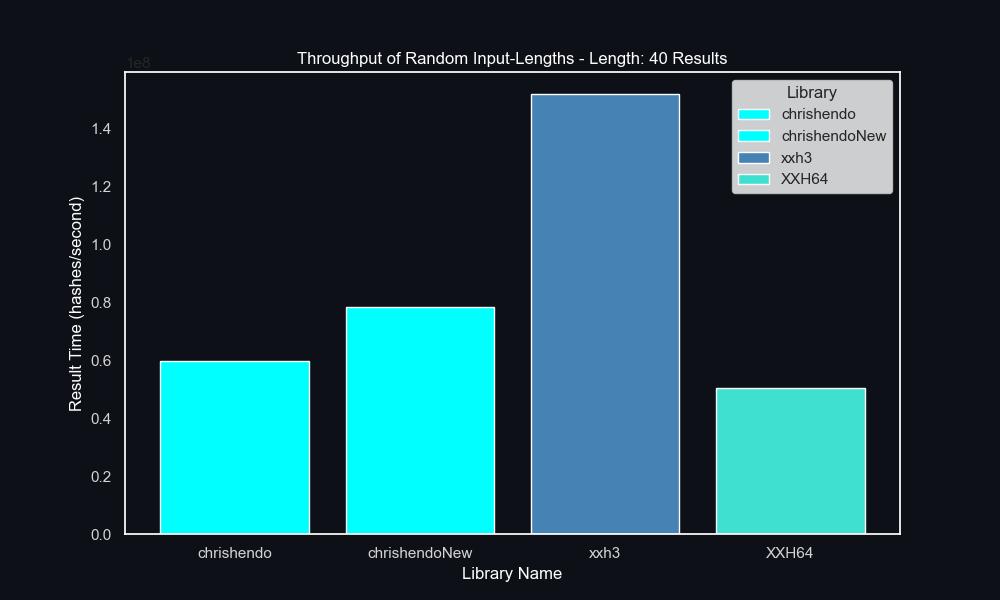 Throughput of Random Input-Lengths - Length: 40 Results
1e8
Library
chrishendo
chrishendoNew
xxh3
XXH64
1.4
1.2
1.0
0.8
0.6
0.4
0.2
0.0
Result Time (hashes/second)
chrishendo chrishendoNew xxh3 XXH64
Library Name